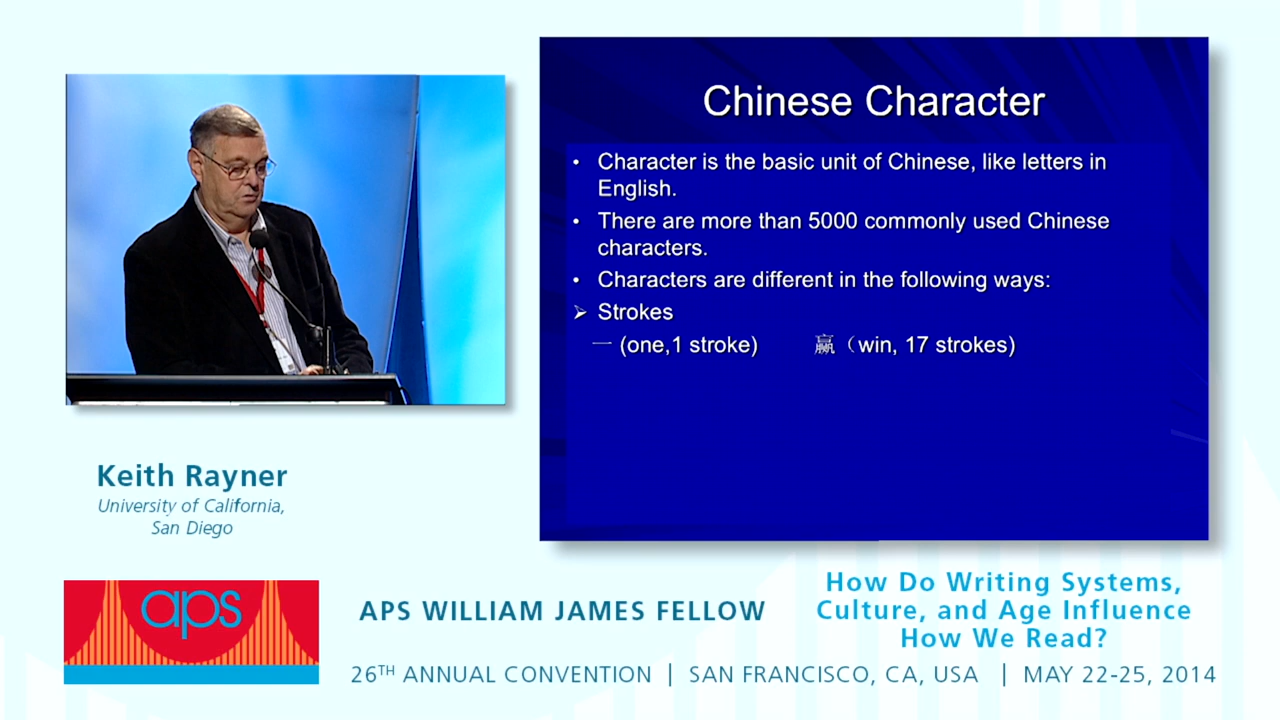 Chinese Character
• Character is the basic unit of Chinese, like letters in
English.
• There are more than 5000 commonly used Chinese
characters.
• Characters are different in the following ways:
➢ Strokes
一 (one,1 stroke) 赢（win, 17 strokes)
Keith Rayner
University of California,
San Diego
aps
APS WILLIAM JAMES FELLOW
How Do Writing Systems,
Culture, and Age Influence
How We Read?
26TH ANNUAL CONVENTION | SAN FRANCISCO, CA, USA | MAY 22-25, 2014